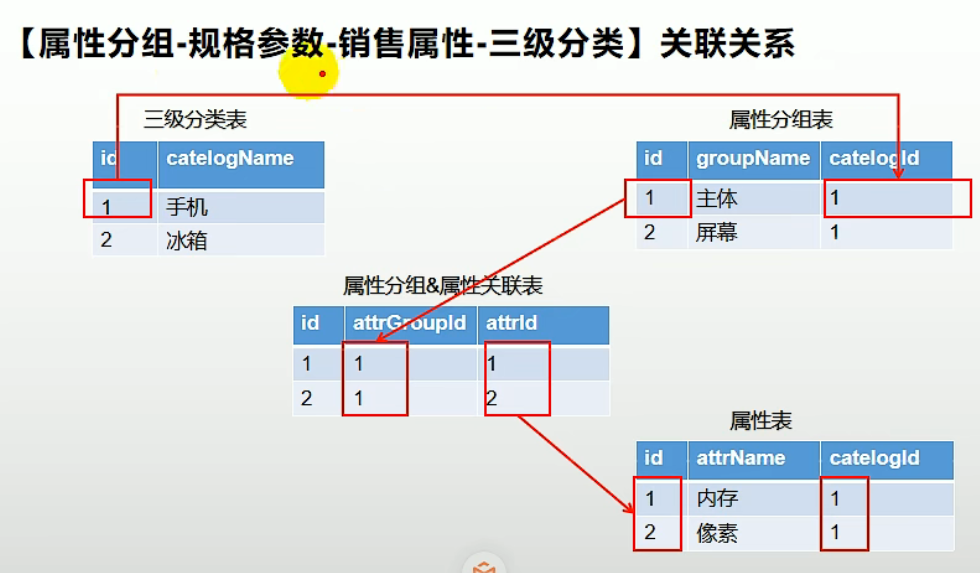 【属性分组-规格参数-销售属性-三级分类】关联关系
三级分类表
id catelogName
1 手机
2 冰箱
属性分组表
id groupName catelogId
1 主体 1
2 屏幕 1
属性分组&属性关联表
id attrGroupId attrId
1 1 1
2 1 2
属性表
id attrName catelogId
1 内存 1
2 像素 1